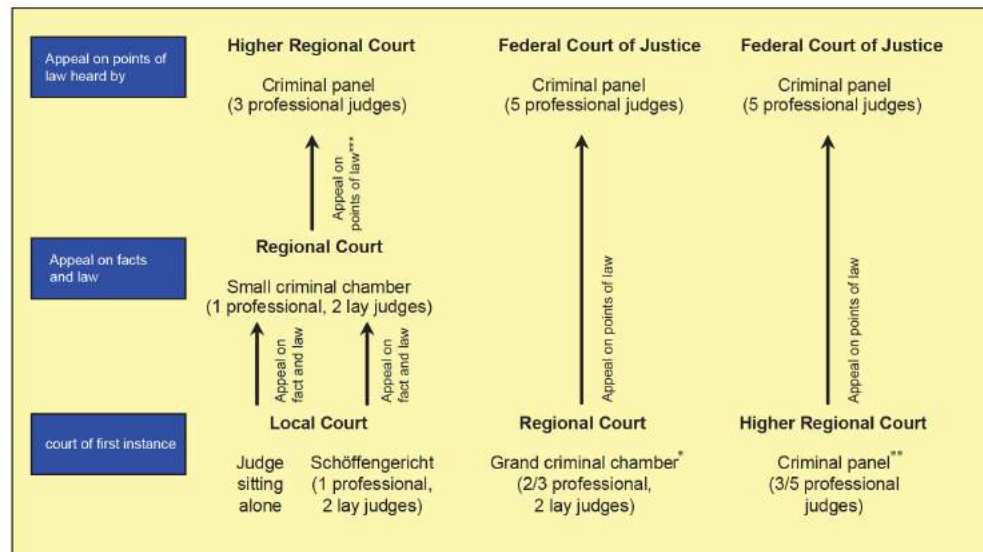 Appeal on points of
law heard by
Higher Regional Court
Criminal panel
(3 professional judges)
Federal Court of Justice
Criminal panel
(5 professional judges)
Federal Court of Justice
Criminal panel
(5 professional judges)
Appeal on
points of law***
Appeal on facts
and law
Regional Court
Small criminal chamber
(1 professional, 2 lay judges)
Appeal on
fact and law
Appeal on
fact and law
Appeal on points of law
Appeal on points of law
court of first instance
Local Court
Judge
sitting
alone
Schöffengericht
(1 professional,
2 lay judges)
Regional Court
Grand criminal chamber*
(2/3 professional,
2 lay judges)
Higher Regional Court
Criminal panel**
(3/5 professional
judges)